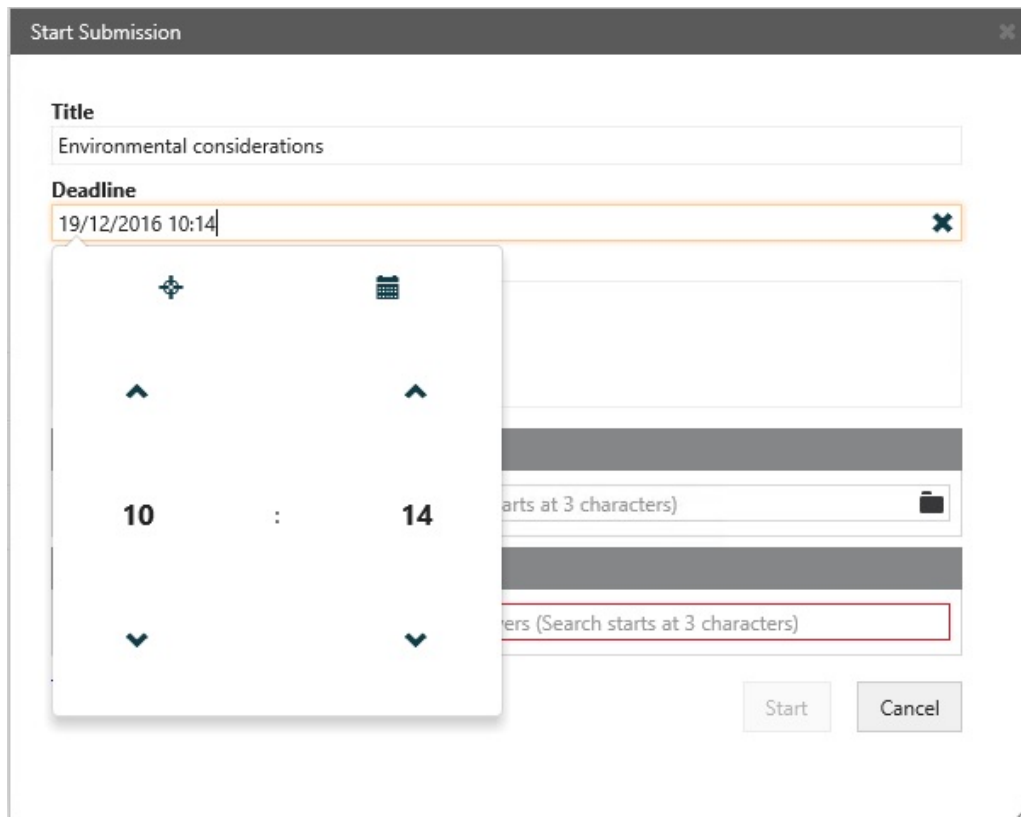 Start Submission
Title
Environmental considerations
Deadline
19/12/2016 10:14
10 : 14
arts at 3 characters)
ers (Search starts at 3 characters)
Start Cancel